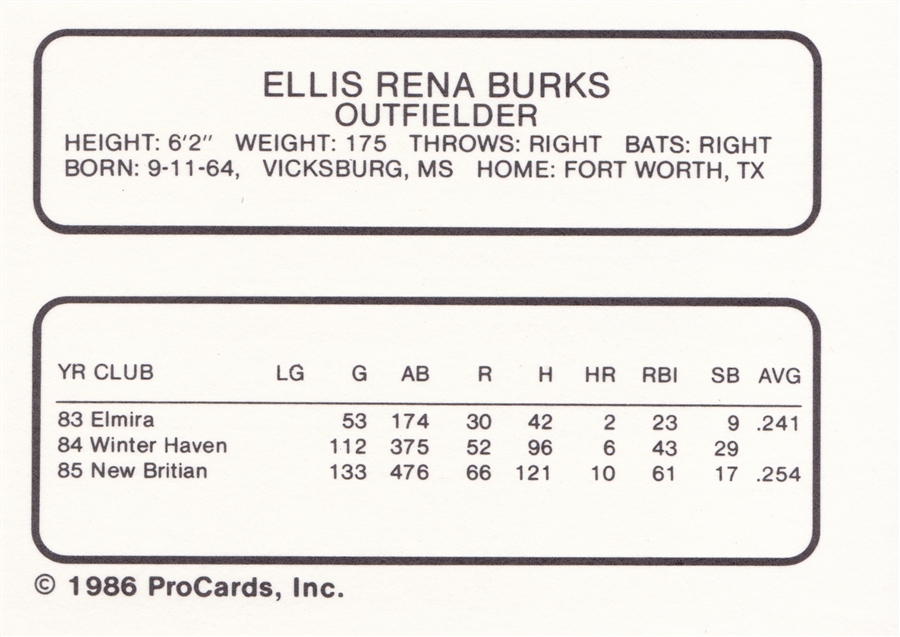 ELLIS RENA BURKS
OUTFIELDER
HEIGHT: 6'2" WEIGHT: 175 THROWS: RIGHT BATS: RIGHT
BORN: 9-11-64, VICKSBURG, MS HOME: FORT WORTH, TX
YR CLUB LG G AB R H HR RBI SB AVG
83 Elmira 53 174 30 42 2 23 9 .241
84 Winter Haven 112 375 52 96 6 43 29
85 New Britian 133 476 66 121 10 61 17 .254
© 1986 ProCards, Inc.